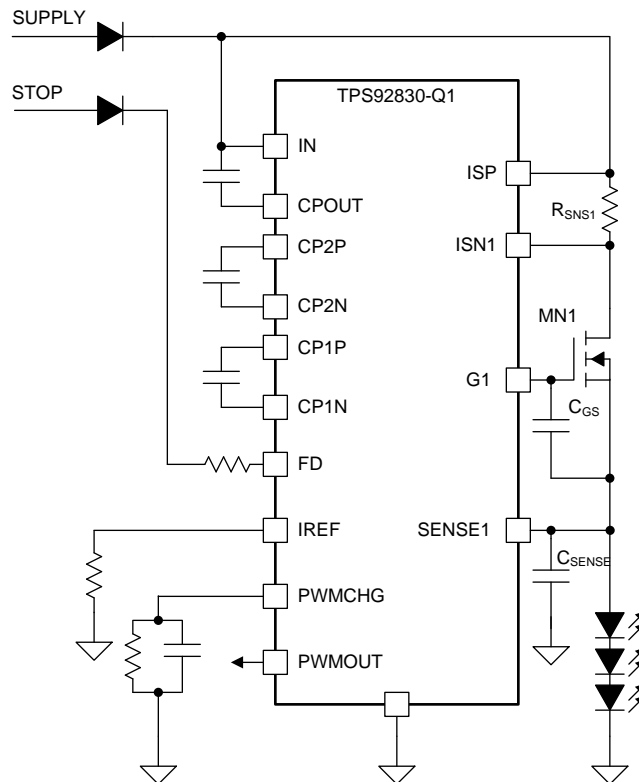 SUPPLY
STOP
TPS92830-Q1
IN
ISP
CPOUT
RSNS1
CP2P
ISN1
CP2N
MN1
CP1P
G1
CP1N
CGS
FD
IREF
SENSE1
CSENSE
PWMCHG
PWMOUT